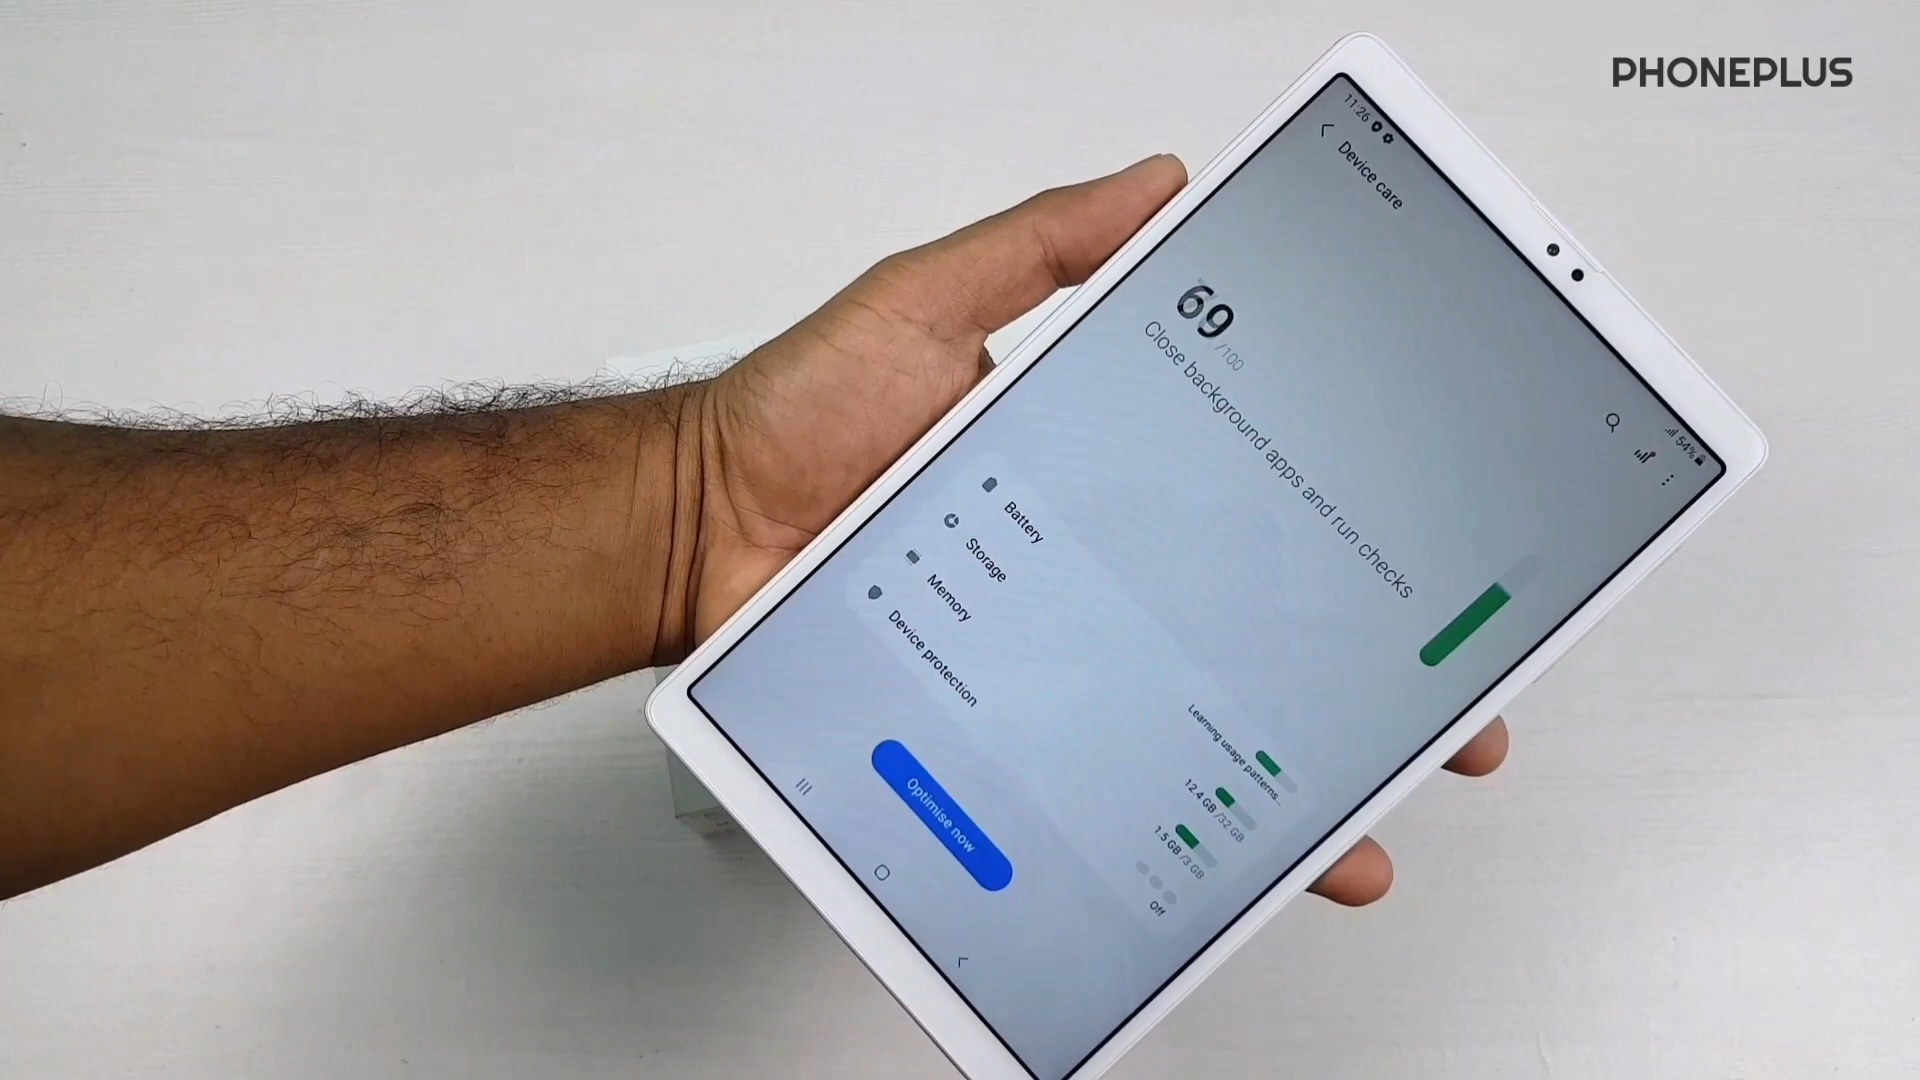 PHONEPLUS
11:26
54%
Device care
69/100
Close background apps and run checks
Battery
Learning usage patterns...
Storage
12.4 GB /32 GB
Memory
1.5 GB /3 GB
Device protection
Off
Optimise now